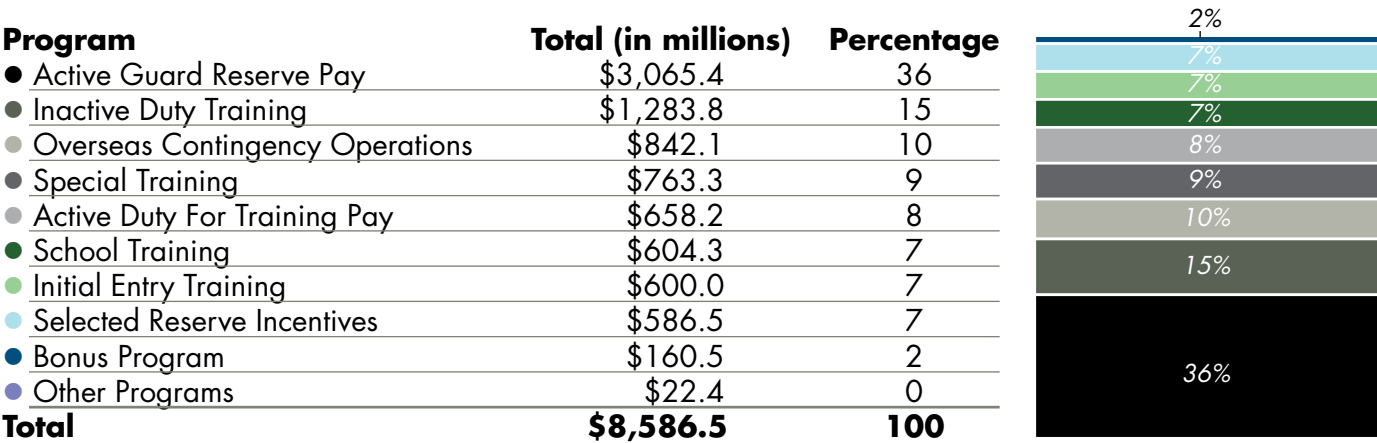 Program Total (in millions) Percentage
Active Guard Reserve Pay $3,065.4 36
Inactive Duty Training $1,283.8 15
Overseas Contingency Operations $842.1 10
Special Training $763.3 9
Active Duty For Training Pay $658.2 8
School Training $604.3 7
Initial Entry Training $600.0 7
Selected Reserve Incentives $586.5 7
Bonus Program $160.5 2
Other Programs $22.4 0
Total $8,586.5 100
2%
7%
7%
7%
8%
9%
10%
15%
36%